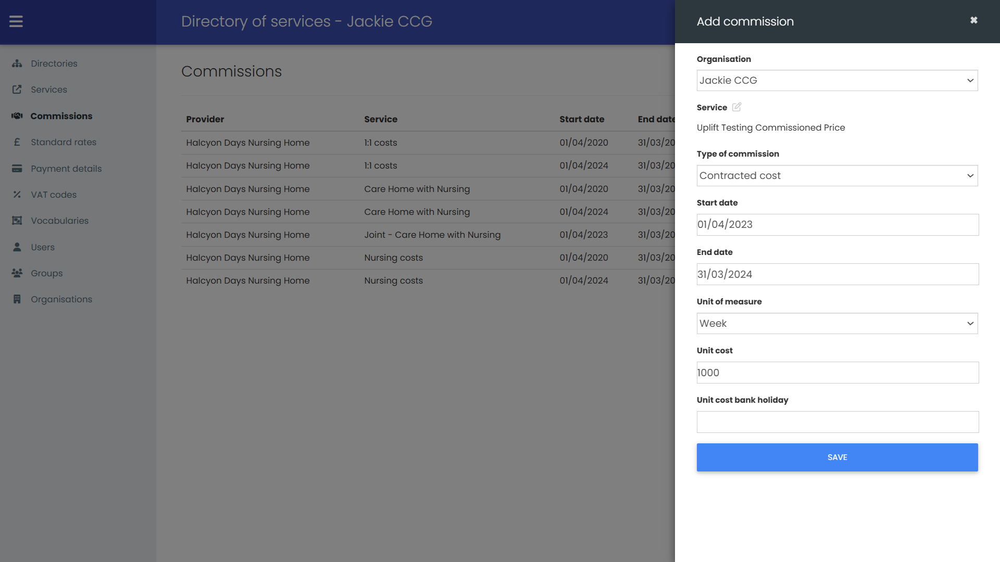 Directory of services - Jackie CCG
Directories
Services
Commissions
Standard rates
Payment details
VAT codes
Vocabularies
Users
Groups
Organisations
Commissions
Provider Service Start date End date
Halcyon Days Nursing Home 1:1 costs 01/04/2020 31/03/20
Halcyon Days Nursing Home 1:1 costs 01/04/2024 31/03/20
Halcyon Days Nursing Home Care Home with Nursing 01/04/2020 31/03/20
Halcyon Days Nursing Home Care Home with Nursing 01/04/2024 31/03/20
Halcyon Days Nursing Home Joint - Care Home with Nursing 01/04/2023 31/03/20
Halcyon Days Nursing Home Nursing costs 01/04/2020 31/03/20
Halcyon Days Nursing Home Nursing costs 01/04/2024 31/03/20
Add commission
Organisation
Jackie CCG
Service
Uplift Testing Commissioned Price
Type of commission
Contracted cost
Start date
01/04/2023
End date
31/03/2024
Unit of measure
Week
Unit cost
1000
Unit cost bank holiday
SAVE